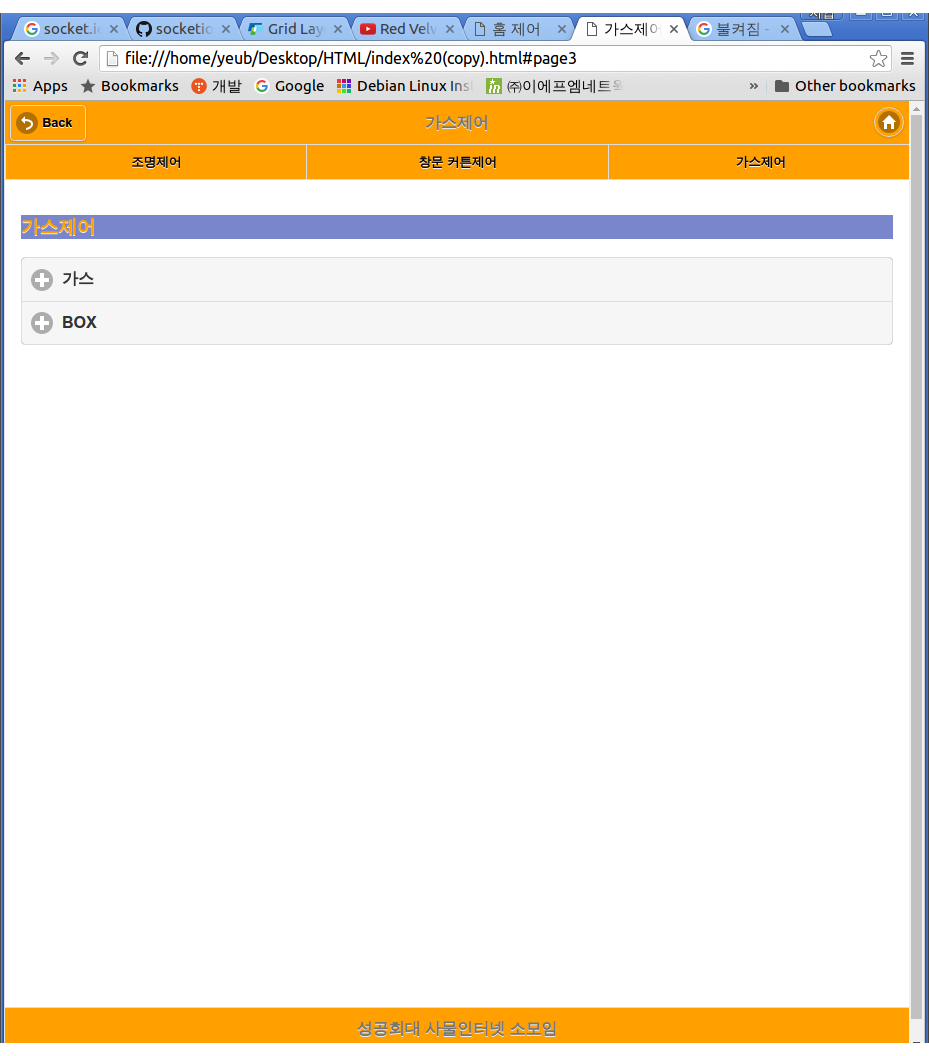 socket.i socketio Grid Lay Red Velv 홈 제어 가스제어 불켜짐 -
file:///home/yeub/Desktop/HTML/index%20(copy).html#page3
Apps Bookmarks 개발 Google Debian Linux Ins ㈜이에프엠네트웍 » Other bookmarks
Back 가스제어
조명제어 창문 커튼제어 가스제어
가스제어
가스
BOX
성공회대 사물인터넷 소모임